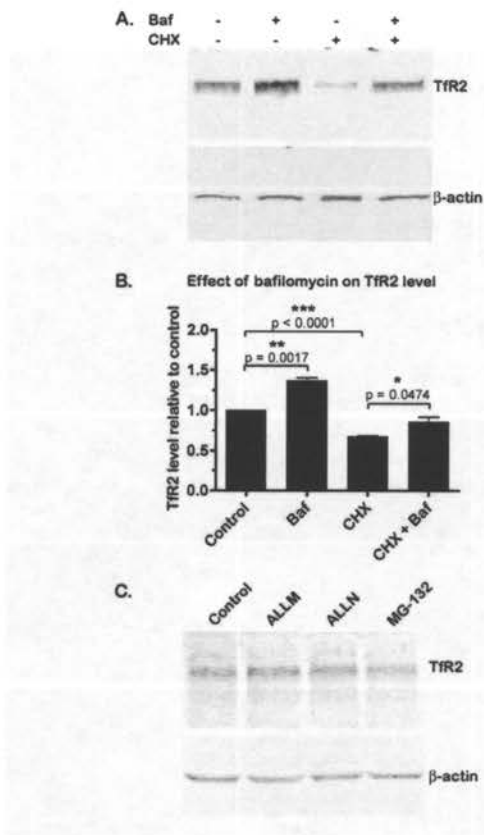 A. Baf - + - +
CHX - - + +
TfR2
β-actin
B. Effect of bafilomycin on TfR2 level
***
p < 0.0001
**
p = 0.0017
*
p = 0.0474
TfR2 level relative to control
2.0
1.5
1.0
0.5
0.0
Control Baf CHX CHX + Baf
C.
Control ALLM ALLN MG-132
TfR2
β-actin